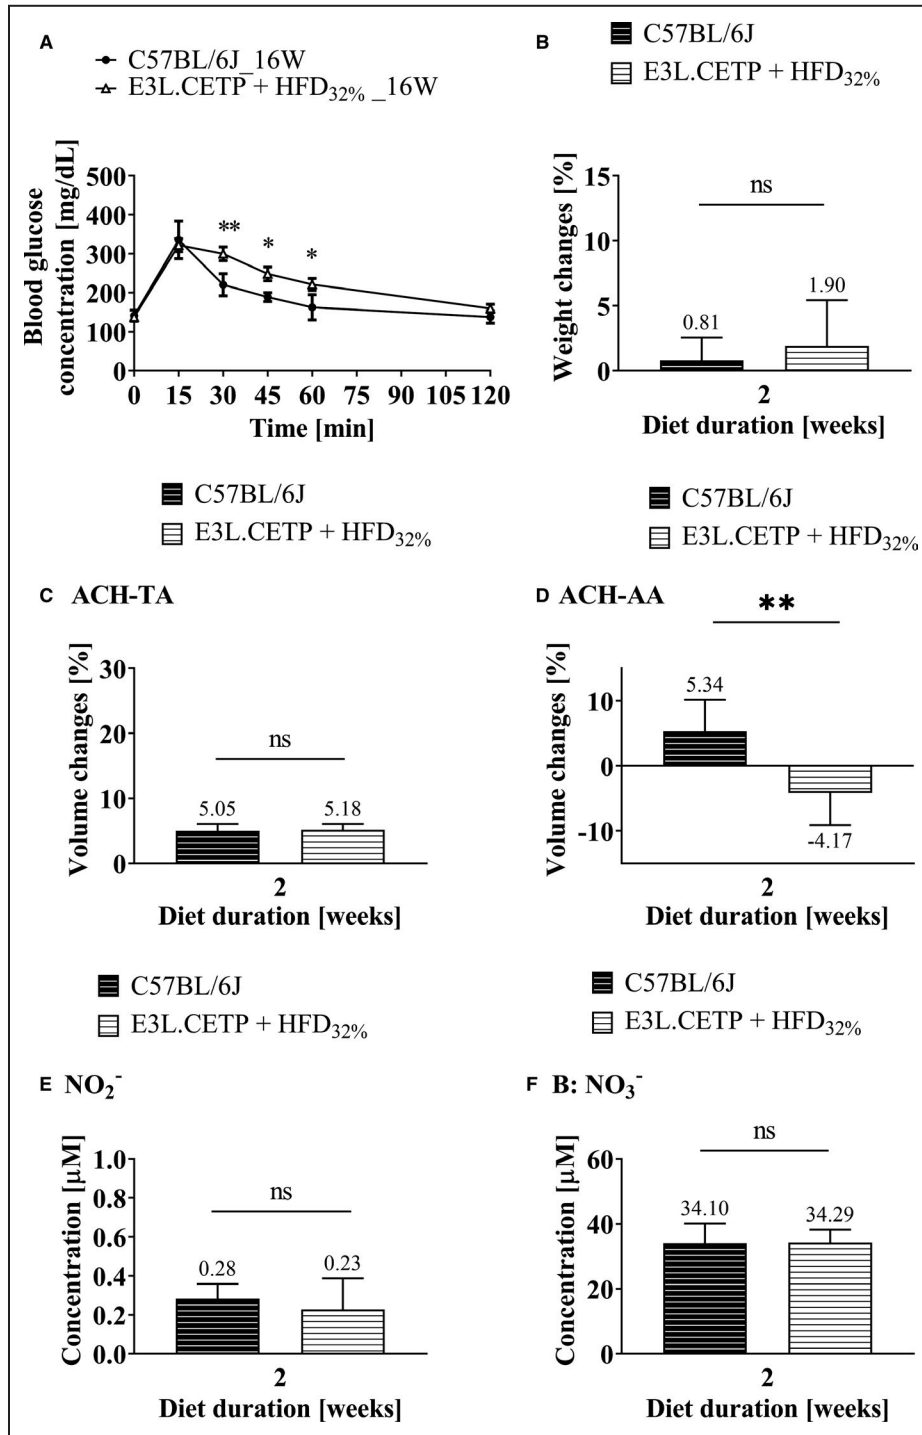 A
C57BL/6J_16W
E3L.CETP + HFD32% _16W
Blood glucose
concentration [mg/dL]
500
400
300
200
100
0
** * *
0 15 30 45 60 75 90 105 120
Time [min]
B
C57BL/6J
E3L.CETP + HFD32%
Weight changes [%]
15
10
5
0
ns
0.81
1.90
2
Diet duration [weeks]
C57BL/6J
E3L.CETP + HFD32%
C ACH-TA
Volume changes [%]
30
20
10
0
ns
5.05
5.18
2
Diet duration [weeks]
C57BL/6J
E3L.CETP + HFD32%
D ACH-AA
**
Volume changes [%]
10
0
-10
5.34
-4.17
2
Diet duration [weeks]
C57BL/6J
E3L.CETP + HFD32%
E NO2-
Concentration [µM]
1.0
0.8
0.6
0.4
0.2
0.0
ns
0.28
0.23
2
Diet duration [weeks]
C57BL/6J
E3L.CETP + HFD32%
F B: NO3-
Concentration [µM]
60
40
20
0
ns
34.10
34.29
2
Diet duration [weeks]